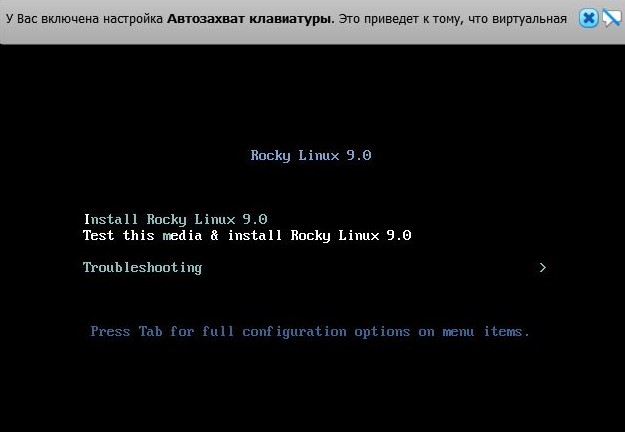 У Вас включена настройка Автозахват клавиатуры. Это приведет к тому, что виртуальная
Rocky Linux 9.0
Install Rocky Linux 9.0
Test this media & install Rocky Linux 9.0
Troubleshooting >
Press Tab for full configuration options on menu items.